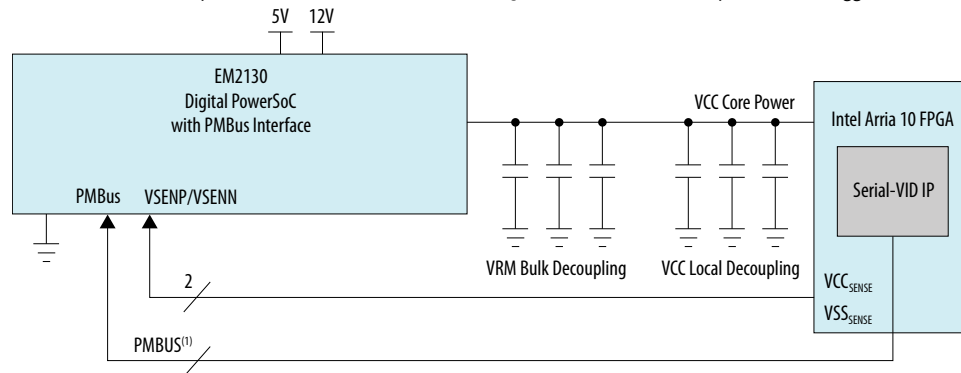 5V 12V
EM2130
Digital PowerSoC
with PMBus Interface
PMBus VSENP/VSENN
VCC Core Power
Intel Arria 10 FPGA
Serial-VID IP
VRM Bulk Decoupling
VCC Local Decoupling
2
VCCSENSE
VSSSENSE
PMBUS(1)